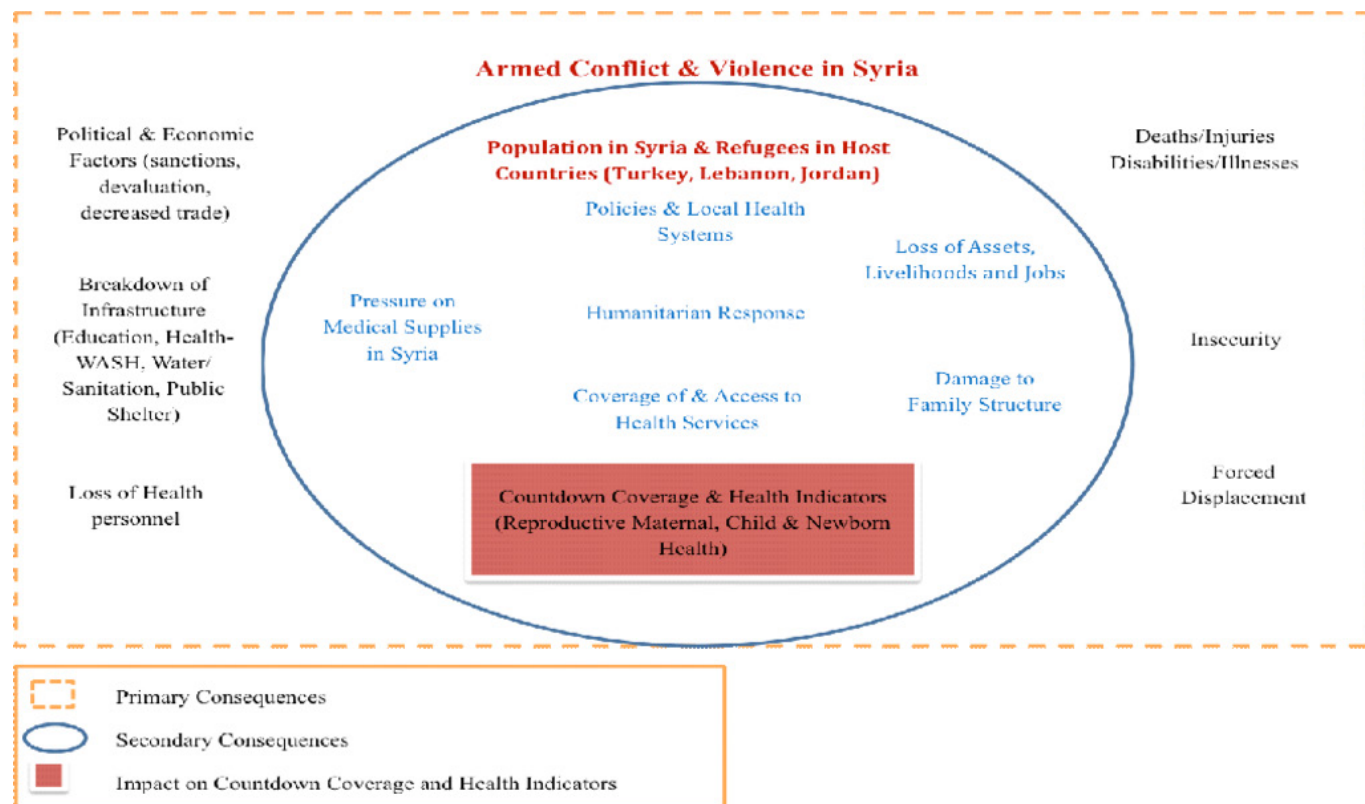 Armed Conflict & Violence in Syria
Political & Economic
Factors (sanctions,
devaluation,
decreased trade)
Breakdown of
Infrastructure
(Education, Health-
WASH, Water/
Sanitation, Public
Shelter)
Loss of Health
personnel
Population in Syria & Refugees in Host
Countries (Turkey, Lebanon, Jordan)
Policies & Local Health
Systems
Pressure on
Medical Supplies
in Syria
Humanitarian Response
Coverage of & Access to
Health Services
Loss of Assets,
Livelihoods and Jobs
Damage to
Family Structure
Countdown Coverage & Health Indicators
(Reproductive Maternal, Child & Newborn
Health)
Deaths/Injuries
Disabilities/Illnesses
Insecurity
Forced
Displacement
Primary Consequences
Secondary Consequences
Impact on Countdown Coverage and Health Indicators